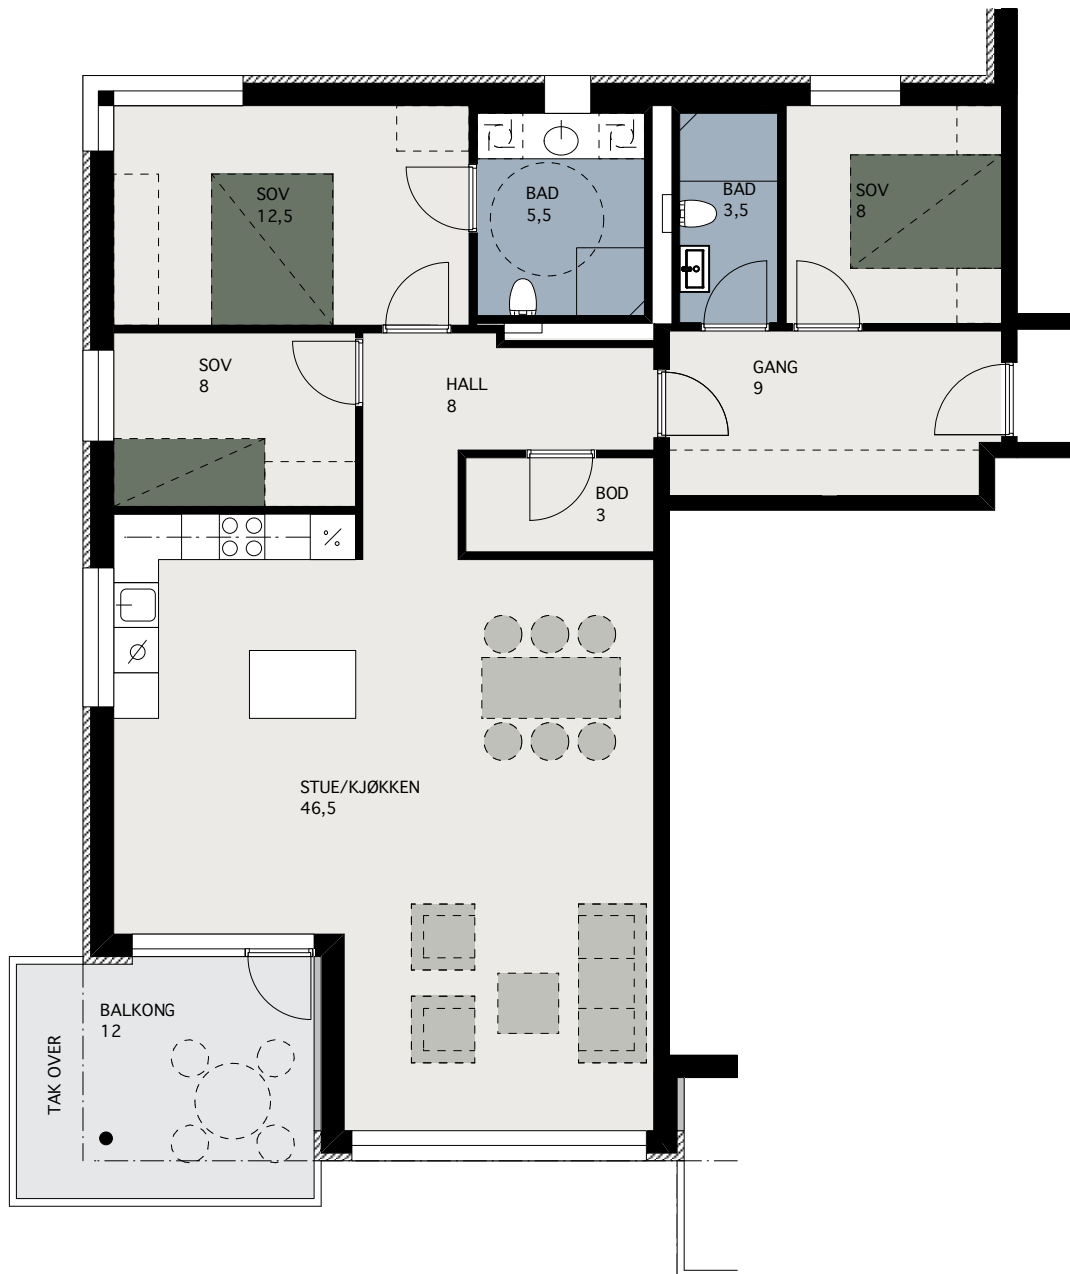 SOV
12,5
BAD
5,5
BAD
3,5
SOV
8
SOV
8
HALL
8
GANG
9
BOD
3
STUE/KJØKKEN
46,5
BALKONG
12
TAK OVER